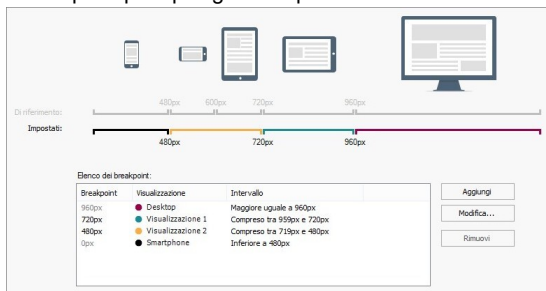 480px 600px 720px 960px
Di riferimento:
Impostati:
480px 720px 960px
Elenco dei breakpoint:
Breakpoint Visualizzazione Intervallo
960px Desktop Maggiore uguale a 960px
720px Visualizzazione 1 Compreso tra 959px e 720px
480px Visualizzazione 2 Compreso tra 719px e 480px
0px Smartphone Inferiore a 480px
Aggiungi
Modifica...
Rimuovi